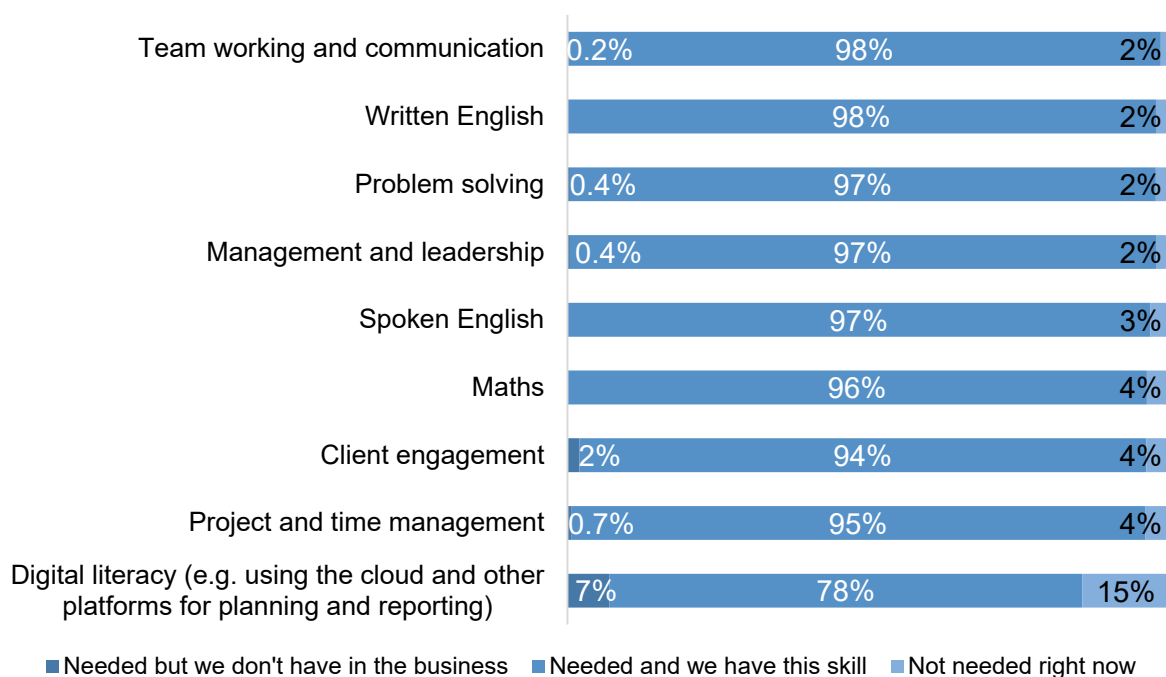 Team working and communication 0.2% 98% 2%
Written English 98% 2%
Problem solving 0.4% 97% 2%
Management and leadership 0.4% 97% 2%
Spoken English 97% 3%
Maths 96% 4%
Client engagement 2% 94% 4%
Project and time management 0.7% 95% 4%
Digital literacy (e.g. using the cloud and other
platforms for planning and reporting) 7% 78% 15%
Needed but we don't have in the business Needed and we have this skill Not needed right now